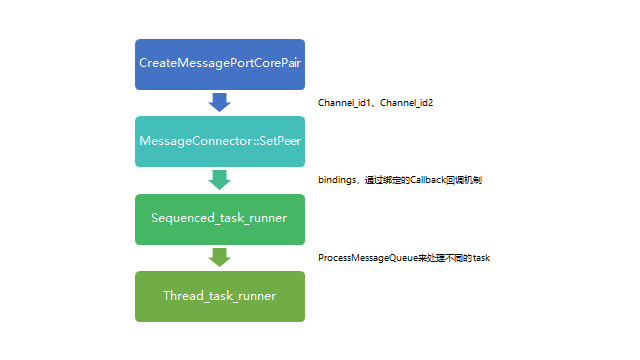 CreateMessagePortCorePair
Channel_id1、Channel_id2
MessageConnector::SetPeer
bindings，通过绑定的Callback回调机制
Sequenced_task_runner
ProcessMessageQueue来处理不同的task
Thread_task_runner